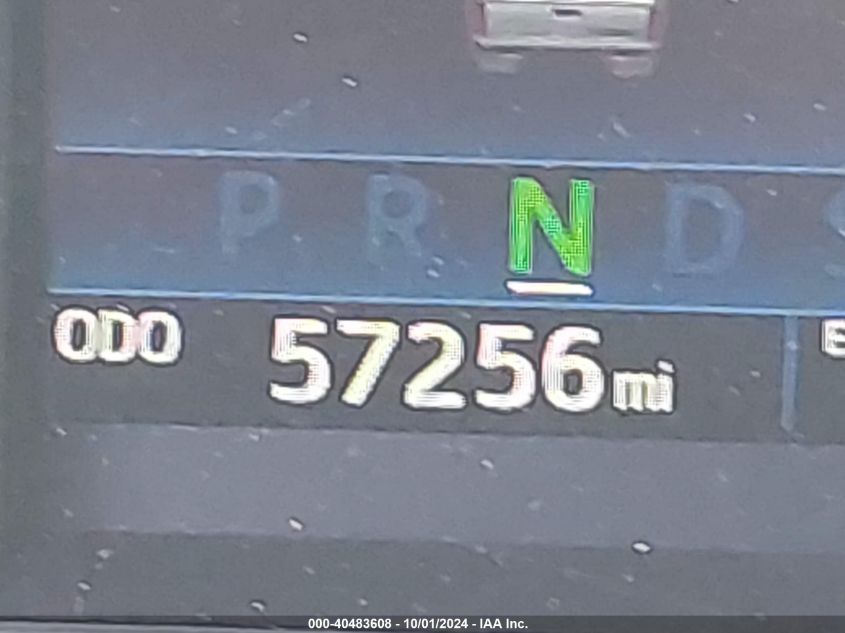 P R N D
ODO 57256 mi
000-40483608 - 10/01/2024 - IAA Inc.